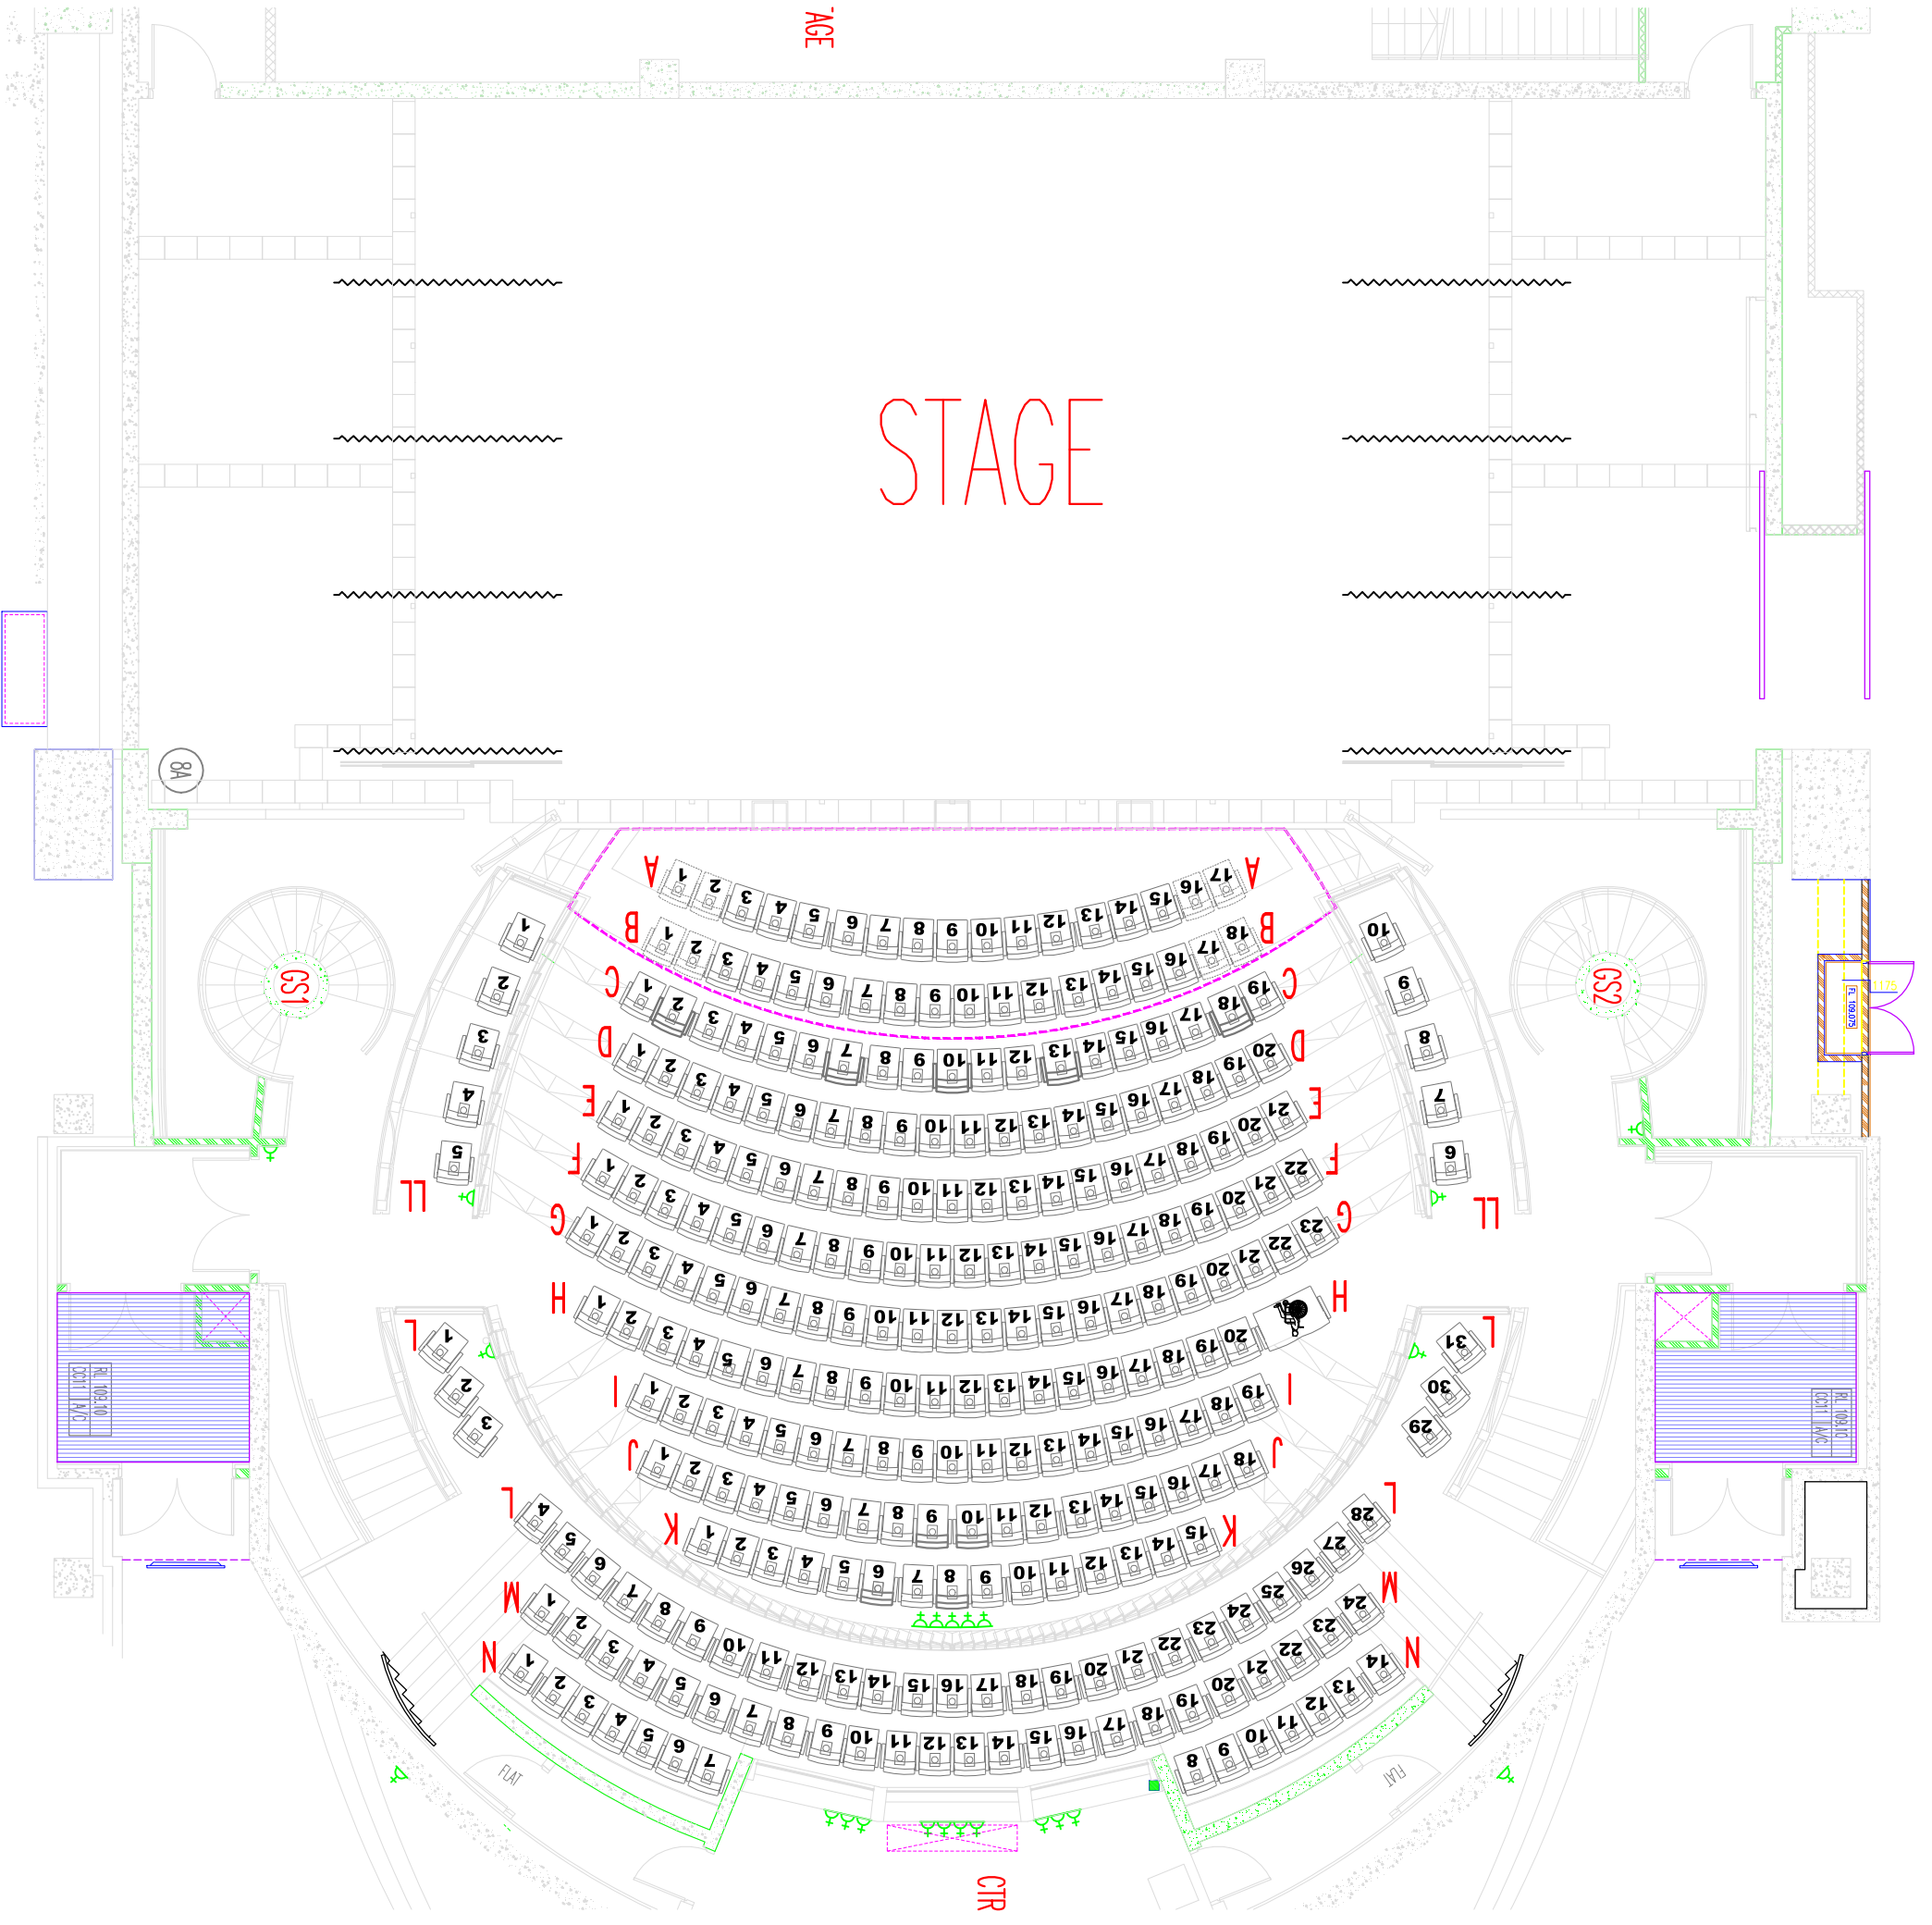 TAGE
STAGE
8A
A 1 2 3 4 5 6 7 8 9 10 11 12 13 14 15 16 17 A
B 1 2 3 4 5 6 7 8 9 10 11 12 13 14 15 16 17 18 B
C 1 2 3 4 5 6 7 8 9 10 11 12 13 14 15 16 17 18 19 C
D 1 2 3 4 5 6 7 8 9 10 11 12 13 14 15 16 17 18 19 20 D
E 1 2 3 4 5 6 7 8 9 10 11 12 13 14 15 16 17 18 19 20 21 E
F 1 2 3 4 5 6 7 8 9 10 11 12 13 14 15 16 17 18 19 20 21 22 F
G 1 2 3 4 5 6 7 8 9 10 11 12 13 14 15 16 17 18 19 20 21 22 23 G
H 1 2 3 4 5 6 7 8 9 10 11 12 13 14 15 16 17 18 19 20 H
I 1 2 3 4 5 6 7 8 9 10 11 12 13 14 15 16 17 18 19 I
J 1 2 3 4 5 6 7 8 9 10 11 12 13 14 15 16 17 18 J
K 1 2 3 4 5 6 7 8 9 10 11 12 13 14 15 K
1 2 3 4 5 LL
10 9 8 7 6 LL
GS1
GS2
FL 109.075
1175
L 1 2 3
31 30 29 L
L 4 5 6 7 8 9 10 11 12 13 14 15 16 17 18 19 20 21 22 23 24 25 26 27 28 L
M 1 2 3 4 5 6 7 8 9 10 11 12 13 14 15 16 17 18 19 20 21 22 23 24 M
N 1 2 3 4 5 6 7 8 9 10 11 12 13 14 N
RL 109.10
CC11 A/C
RL 109.10
CC11 A/C
FLAT
FLAT
CTR